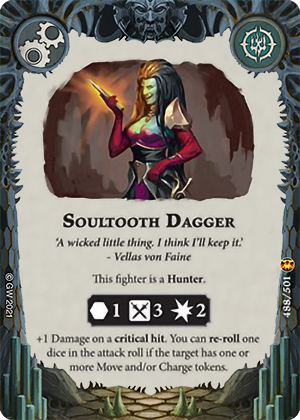 SOULTOOTH DAGGER
'A wicked little thing. I think I'll keep it.'
- Vellas von Faine
This fighter is a Hunter.
1 3 2
+1 Damage on a critical hit. You can re-roll one
dice in the attack roll if the target has one or
more Move and/or Charge tokens.
© GW 2021
488/501